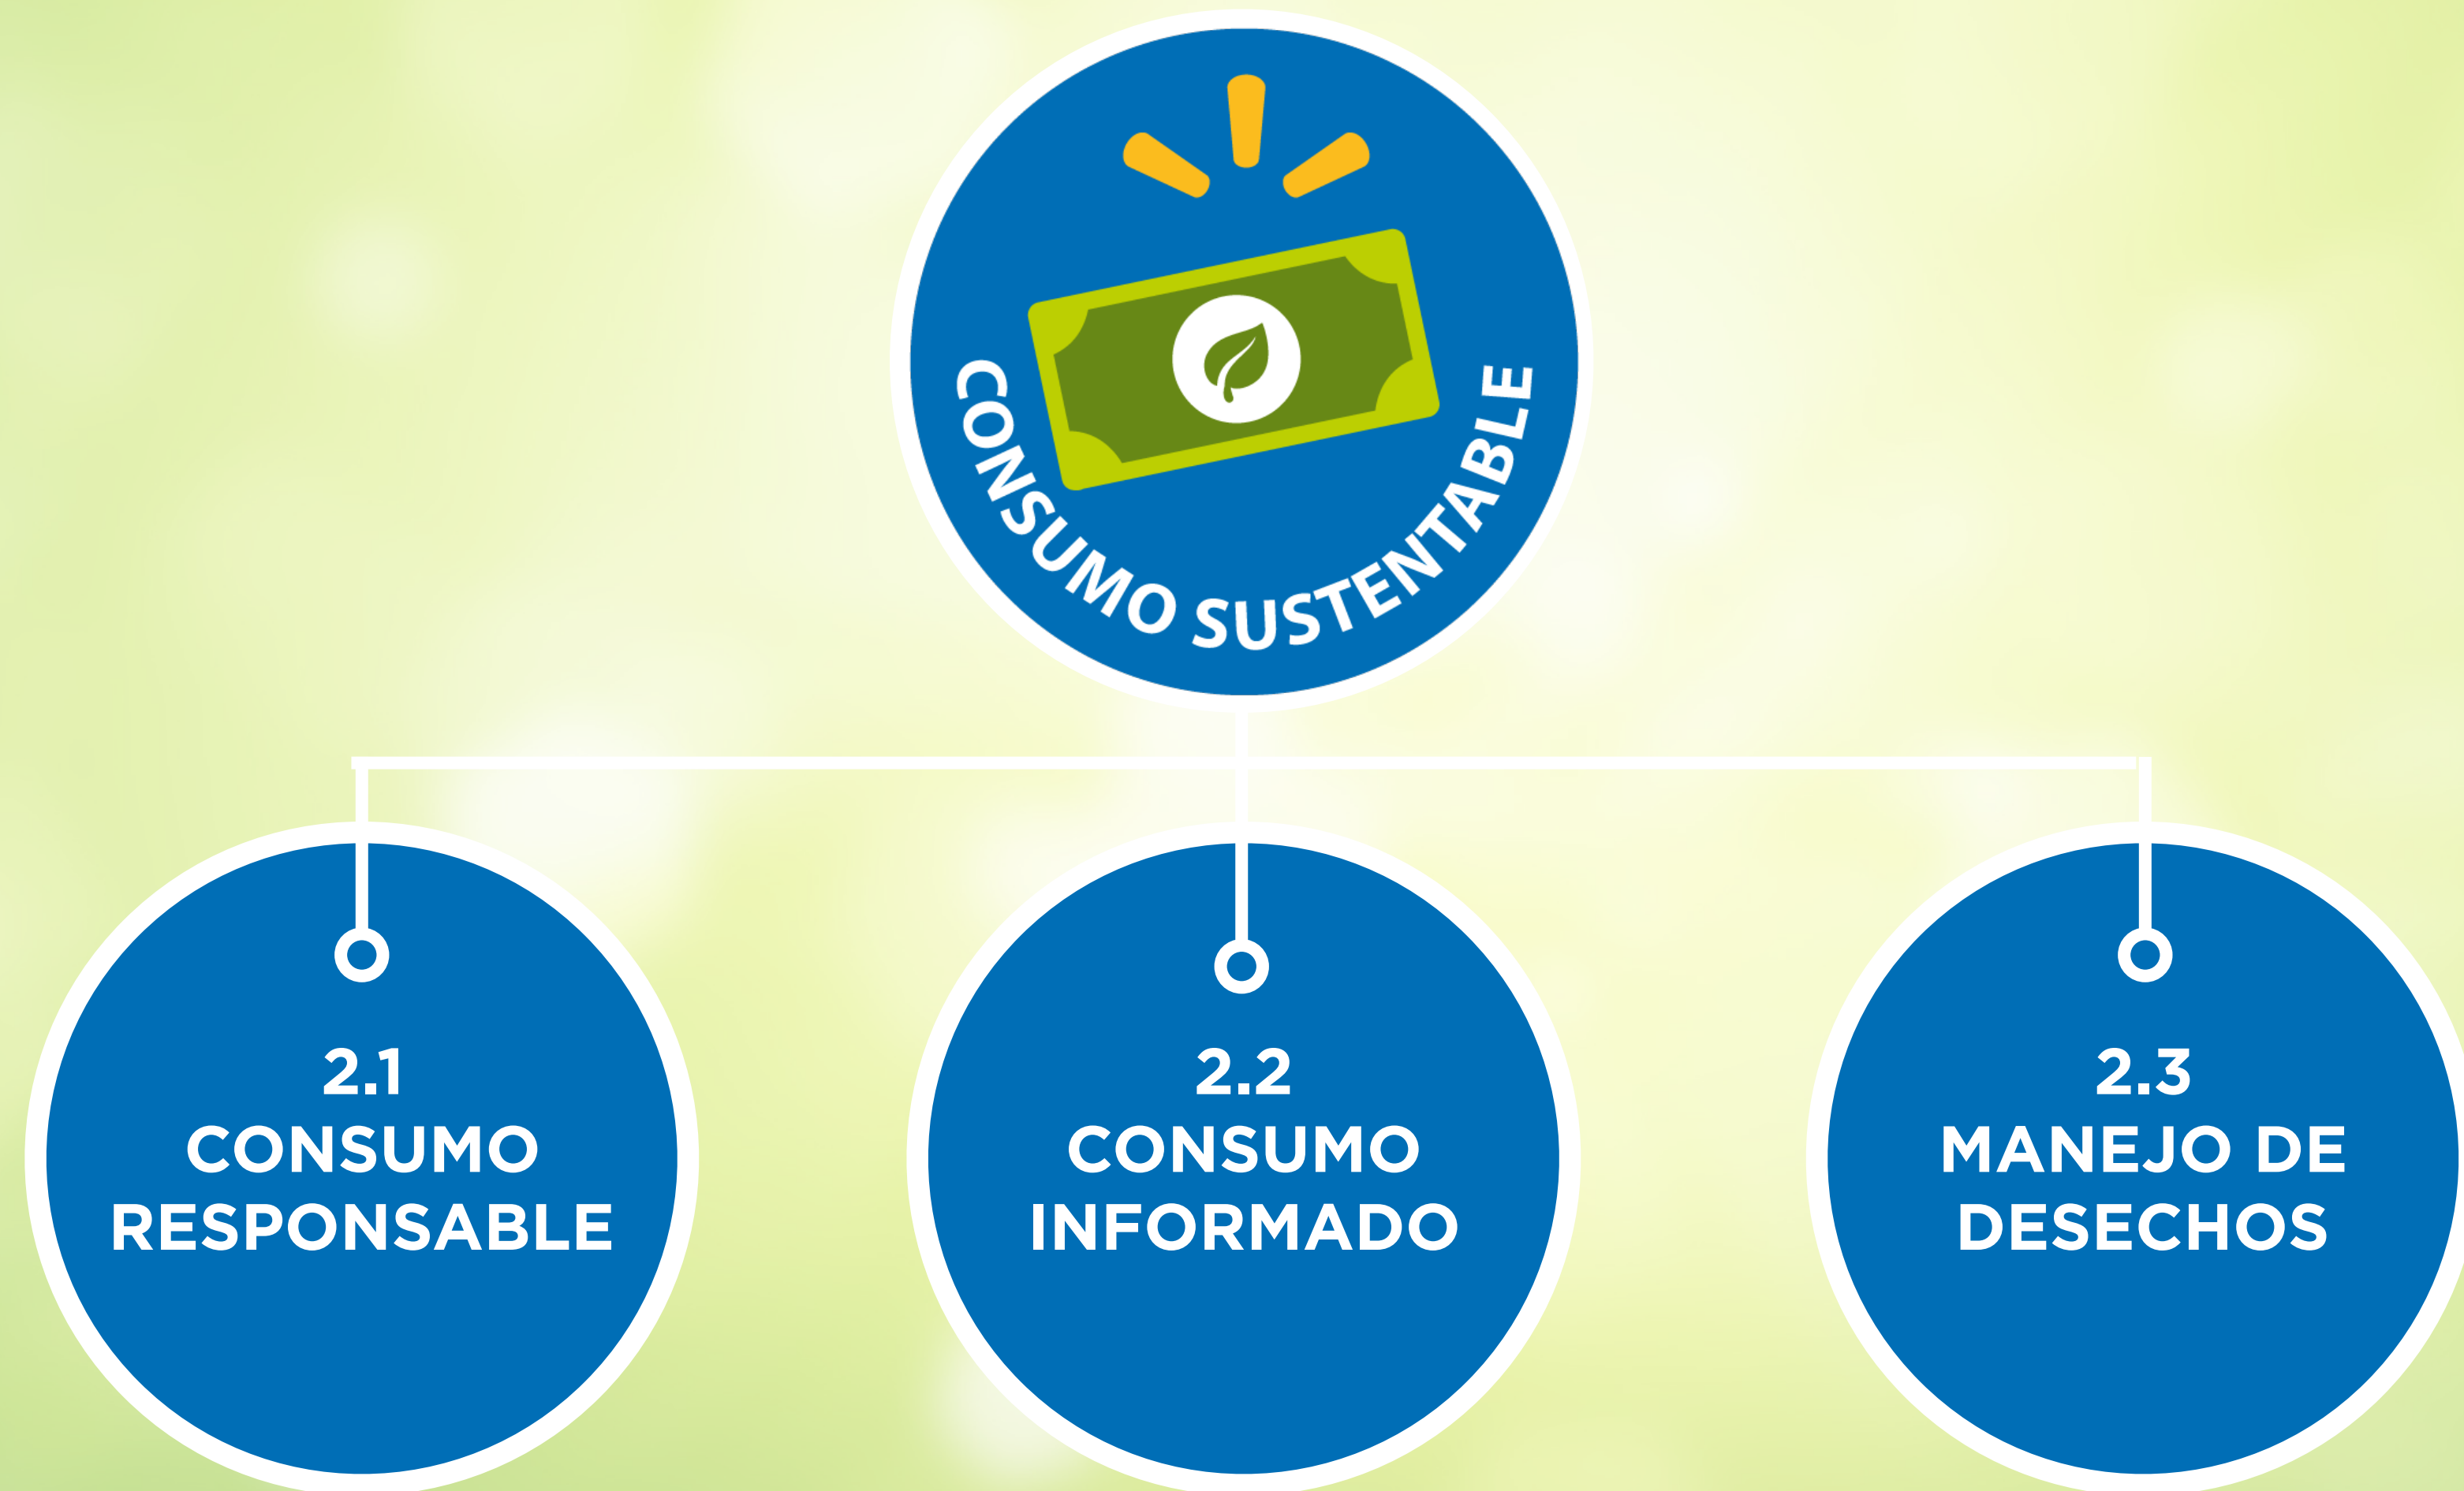 CONSUMO SUSTENTABLE
2.1
CONSUMO
RESPONSABLE
2.2
CONSUMO
INFORMADO
2.3
MANEJO DE
DESECHOS